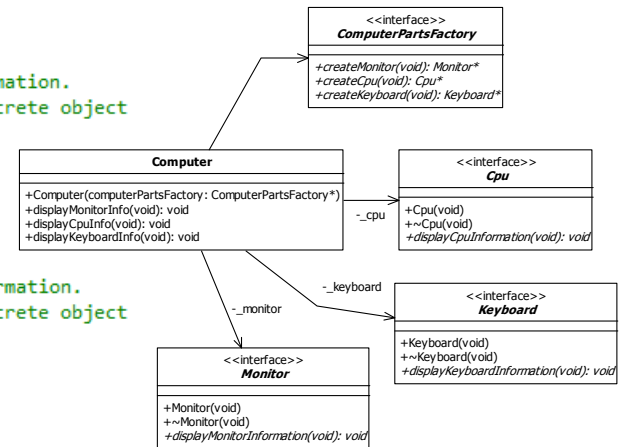 <<interface>>
ComputerPartsFactory
+createMonitor(void): Monitor*
+createCpu(void): Cpu*
+createKeyboard(void): Keyboard*
mation.
crete object
Computer
+Computer(computerPartsFactory: ComputerPartsFactory*)
+displayMonitorInfo(void): void
+displayCpuInfo(void): void
+displayKeyboardInfo(void): void
-_cpu
<<interface>>
Cpu
+Cpu(void)
+~Cpu(void)
+displayCpuInformation(void): void
rmation.
crete object
-_monitor
-_keyboard
<<interface>>
Keyboard
+Keyboard(void)
+~Keyboard(void)
+displayKeyboardInformation(void): void
<<interface>>
Monitor
+Monitor(void)
+~Monitor(void)
+displayMonitorInformation(void): void